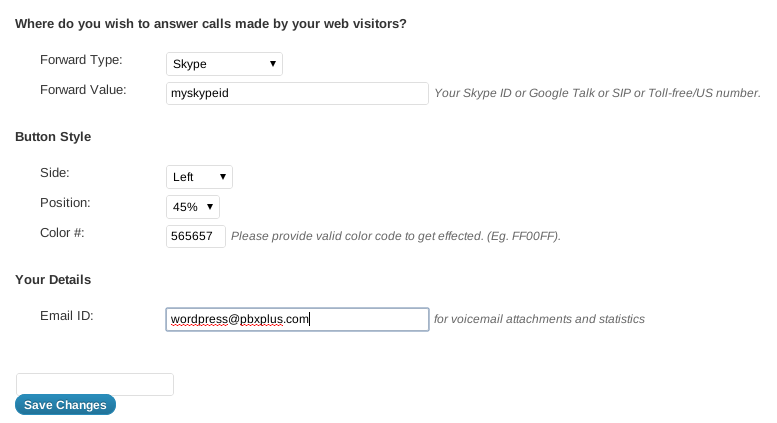 Where do you wish to answer calls made by your web visitors?
Forward Type: Skype
Forward Value: myskypeid Your Skype ID or Google Talk or SIP or Toll-free/US number.
Button Style
Side: Left
Position: 45%
Color #: 565657 Please provide valid color code to get effected. (Eg. FF00FF).
Your Details
Email ID: wordpress@pbxplus.com for voicemail attachments and statistics
Save Changes